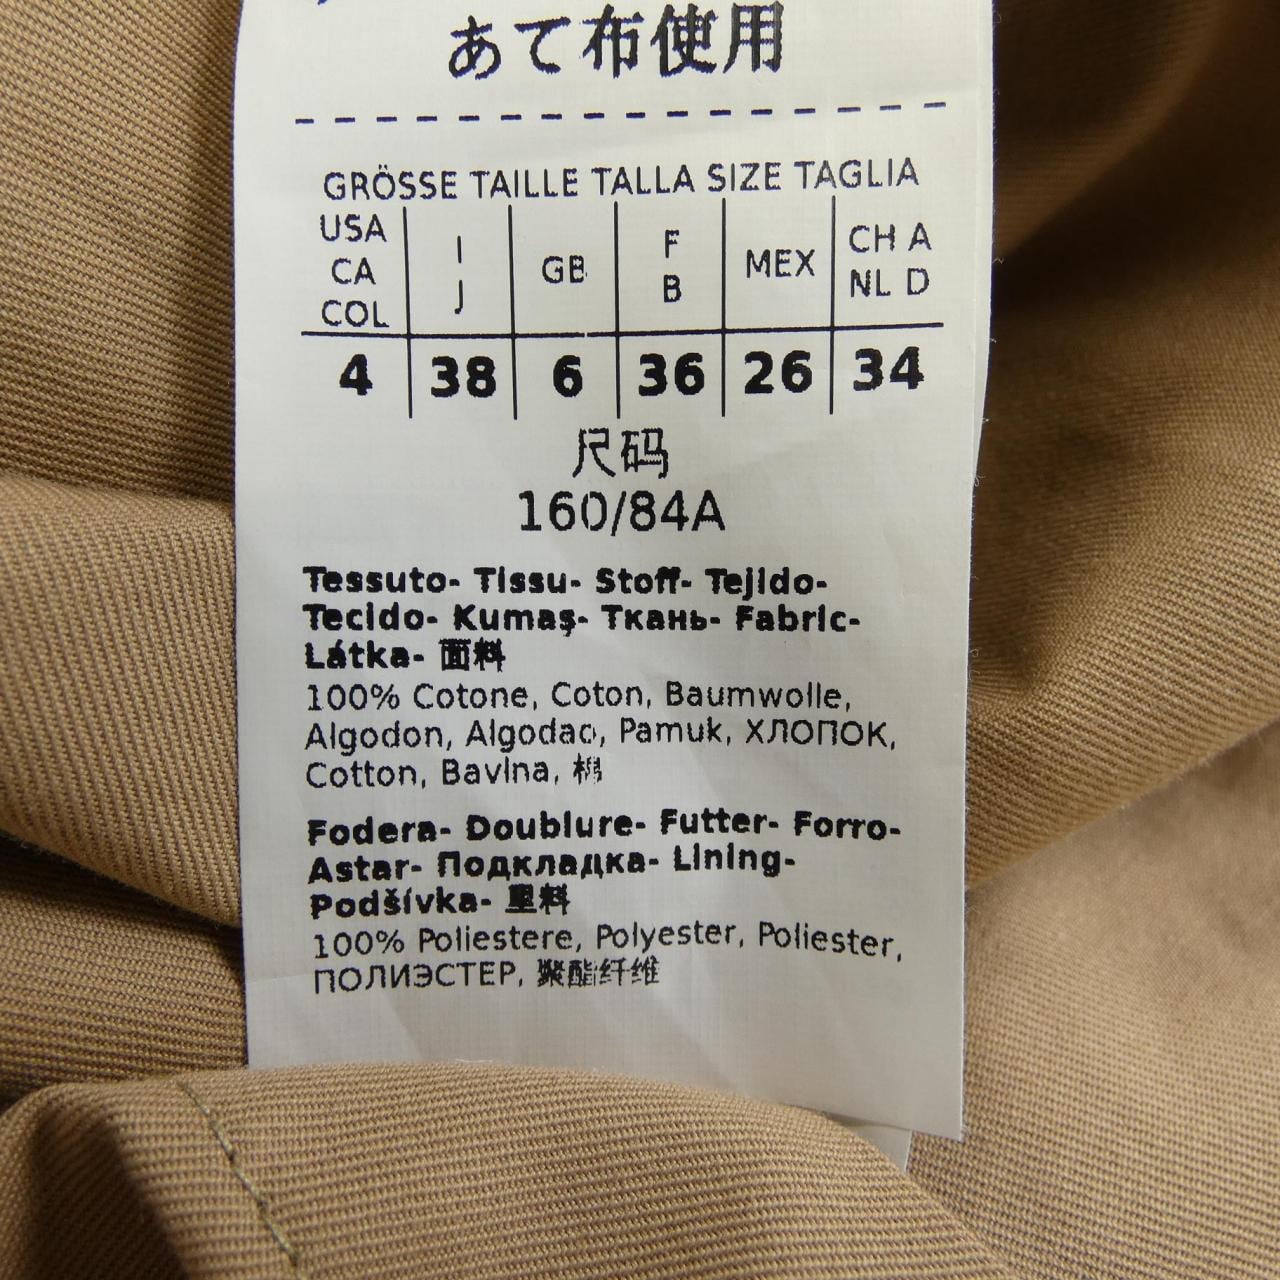 あて布使用
GRÖSSE TAILLE TALLA SIZE TAGLIA
USA CA COL | I J | GB | F B | MEX | CH A NL D
4 | 38 | 6 | 36 | 26 | 34
尺码
160/84A
Tessuto- Tissu- Stoff- Tejido-
Tecido- Kumaş- Ткань- Fabric-
Látka- 面料
100% Cotone, Coton, Baumwolle,
Algodon, Algodao, Pamuk, ХЛОПОК,
Cotton, Bavlna, 棉
Fodera- Doublure- Futter- Forro-
Astar- Подкладка- Lining-
Podšívka- 里料
100% Poliestere, Polyester, Poliester,
ПОЛИЭСТЕР, 聚酯纤维